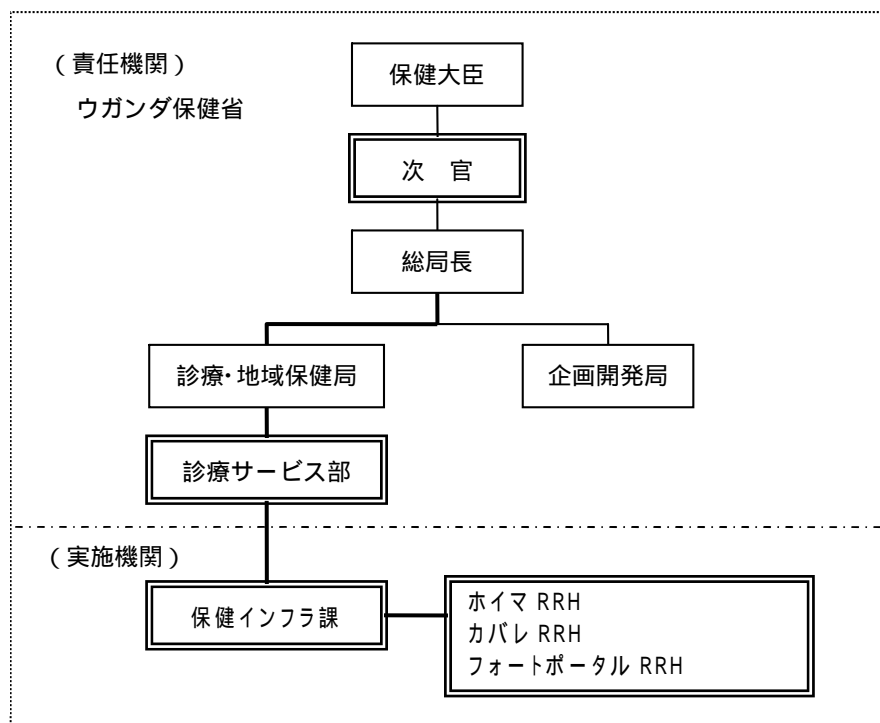 (責任機関)
保健大臣
ウガンダ保健省
次 官
総局長
診療・地域保健局
企画開発局
診療サービス部
(実施機関)
保健インフラ課
ホイマ RRH
カバレ RRH
フォートポータル RRH